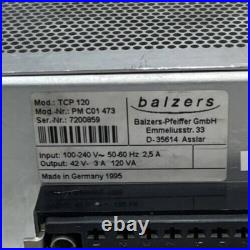 Mod.: TCP 120
Mod.-Nr.: PM C01 473
Ser.-Nr.: 7200859
balzers
Balzers-Pfeiffer GmbH
Emmeliusstr. 33
D-35614 Asslar
Input: 100-240 V~ 50-60 Hz 2,5 A
Output: 42 V- 3 A 120 VA
Made in Germany 1995